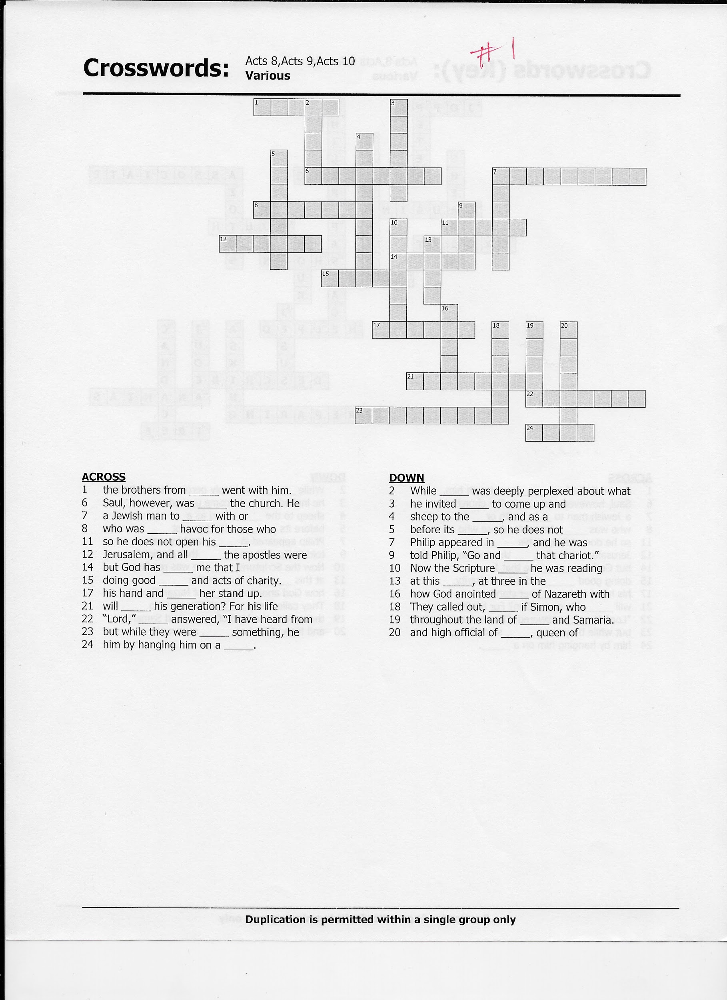 # 1
Crosswords:
Acts 8,Acts 9,Acts 10
Various
1
2
3
4
5
6
7
8
9
10
11
12
13
14
15
16
17
18
19
20
21
22
23
24
ACROSS
1 the brothers from _____ went with him.
6 Saul, however, was _____ the church. He
7 a Jewish man to _____ with or
8 who was _____ havoc for those who
11 so he does not open his _____.
12 Jerusalem, and all _____ the apostles were
14 but God has _____ me that I
15 doing good _____ and acts of charity.
17 his hand and _____ her stand up.
21 will _____ his generation? For his life
22 “Lord,” _____ answered, “I have heard from
23 but while they were _____ something, he
24 him by hanging him on a _____.
DOWN
2 While _____ was deeply perplexed about what
3 he invited _____ to come up and
4 sheep to the _____, and as a
5 before its _____, so he does not
7 Philip appeared in _____, and he was
9 told Philip, “Go and _____ that chariot.”
10 Now the Scripture _____ he was reading
13 at this _____, at three in the
16 how God anointed _____ of Nazareth with
18 They called out, _____ if Simon, who
19 throughout the land of _____ and Samaria.
20 and high official of _____, queen of
Duplication is permitted within a single group only